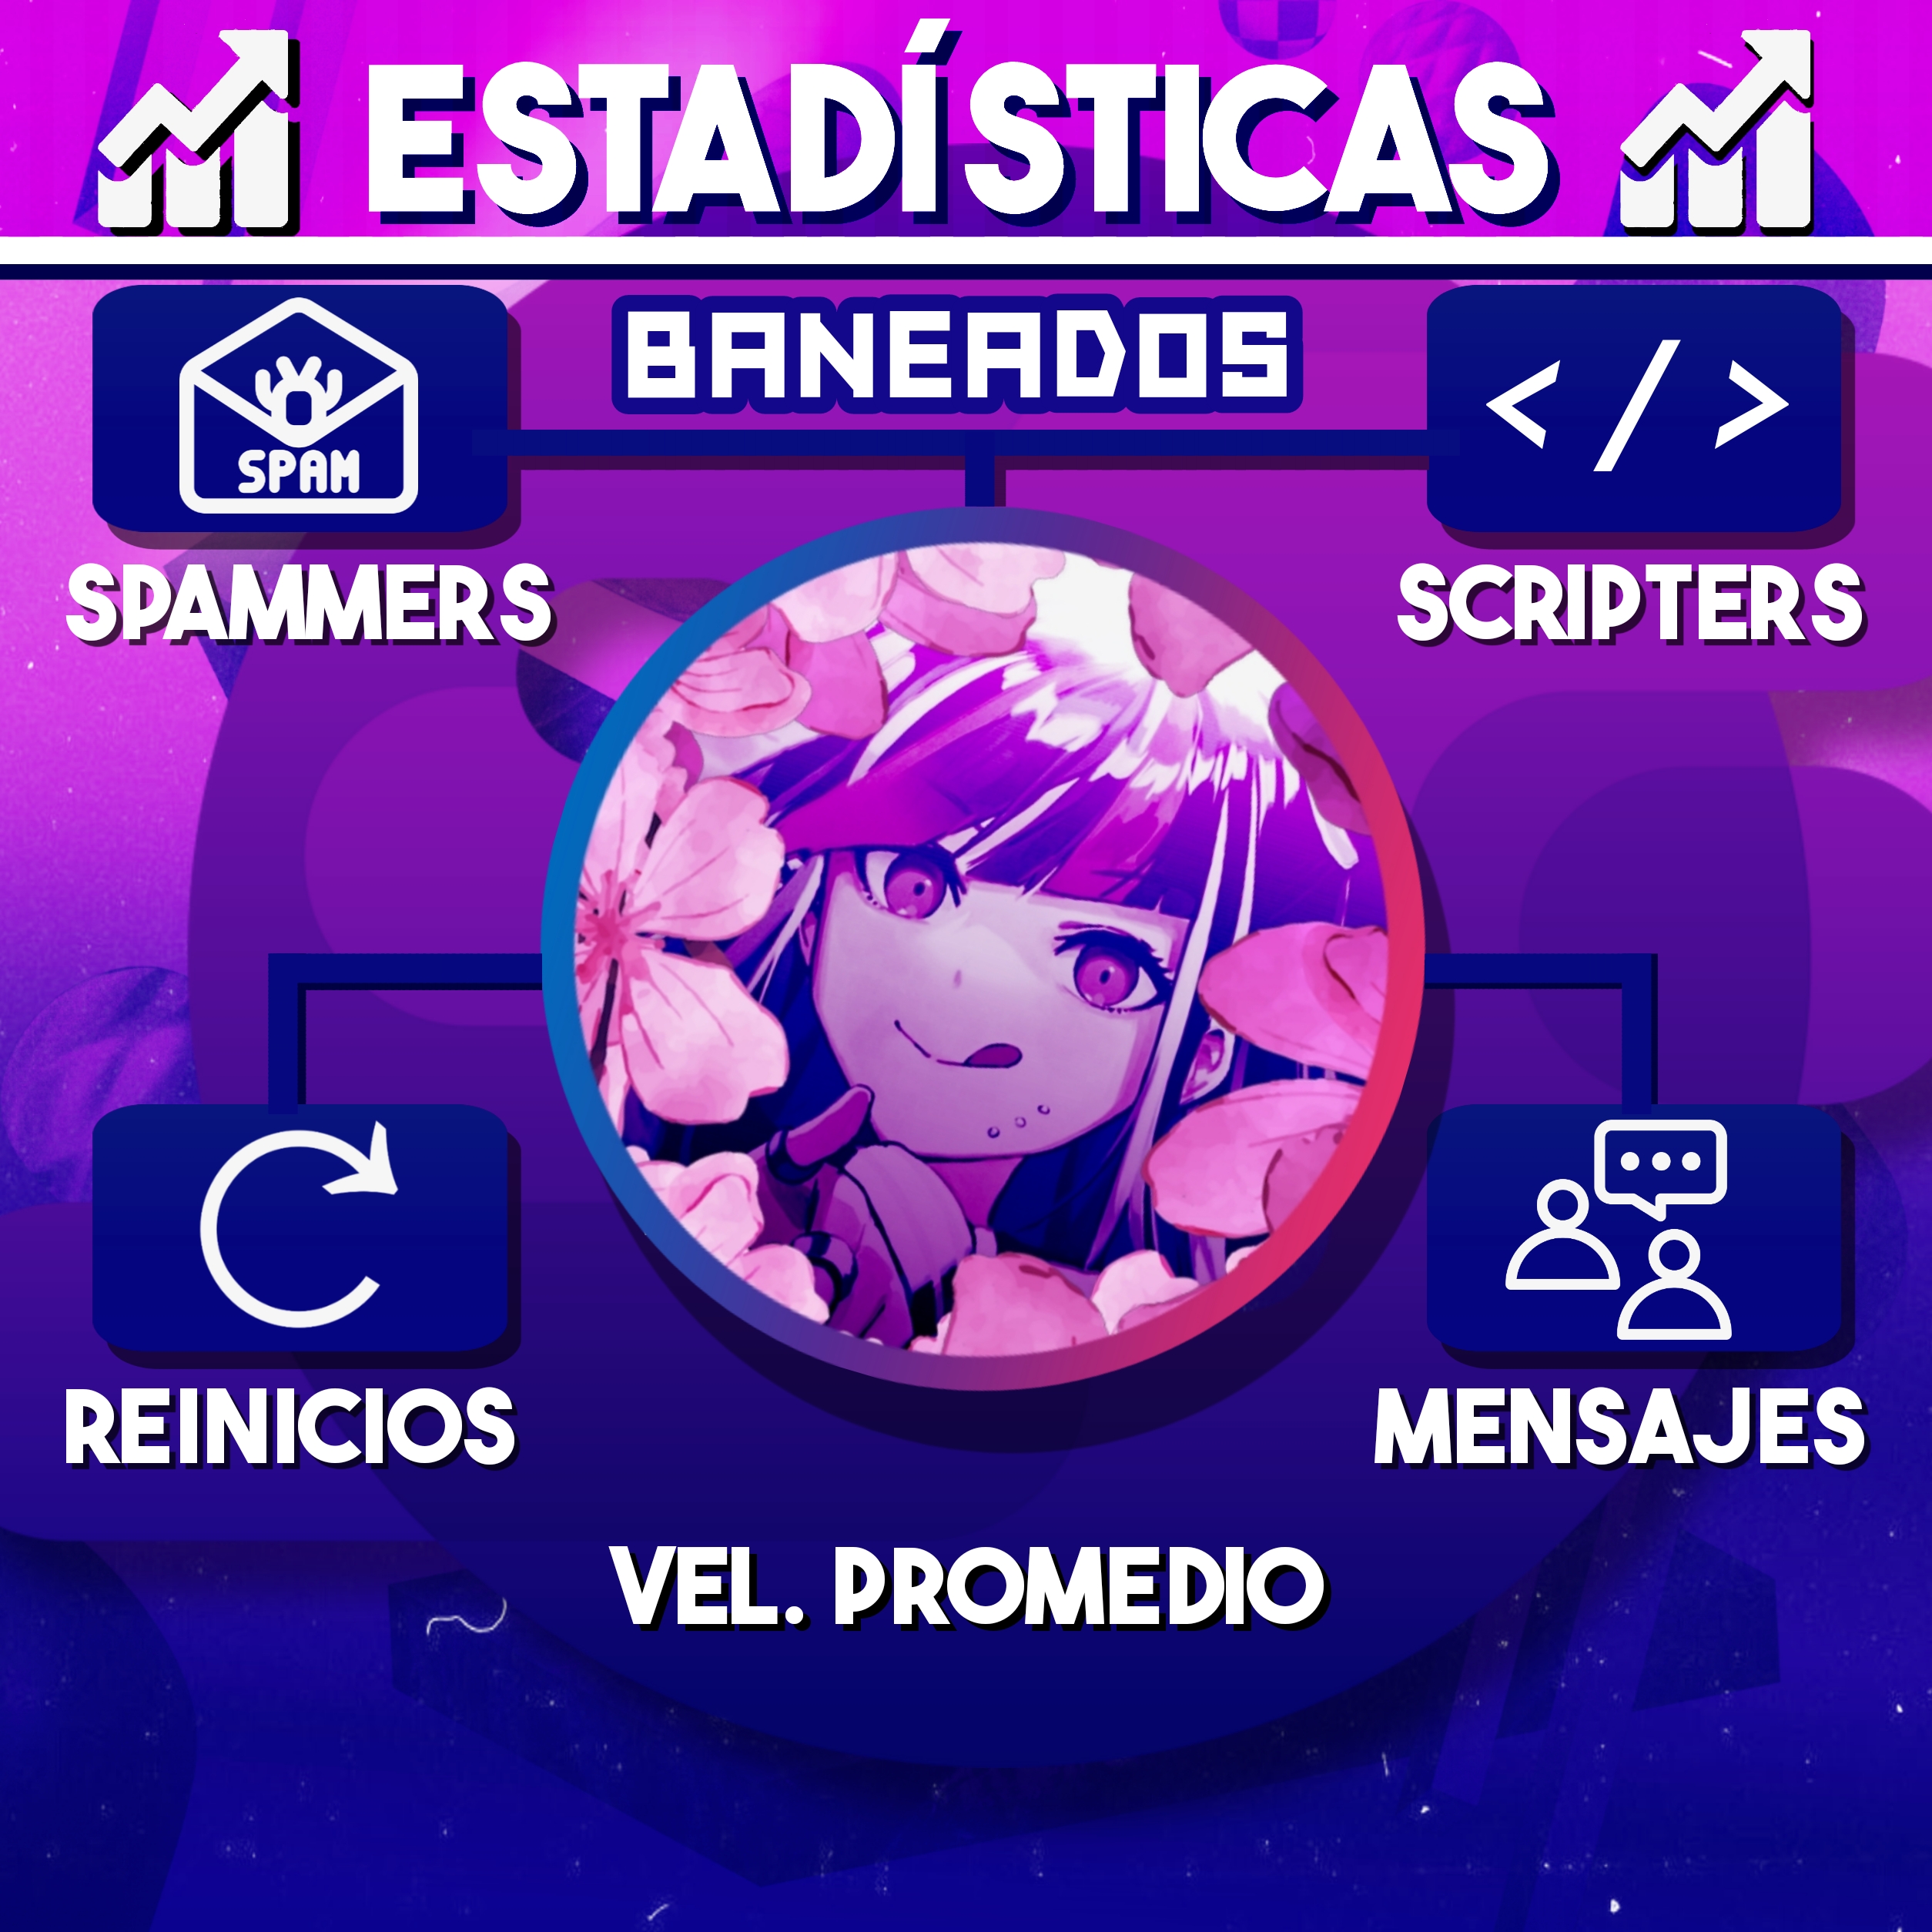 ESTADÍSTICAS
BANEADOS
SPAM
</>
SPAMMERS
SCRIPTERS
REINICIOS
MENSAJES
VEL. PROMEDIO